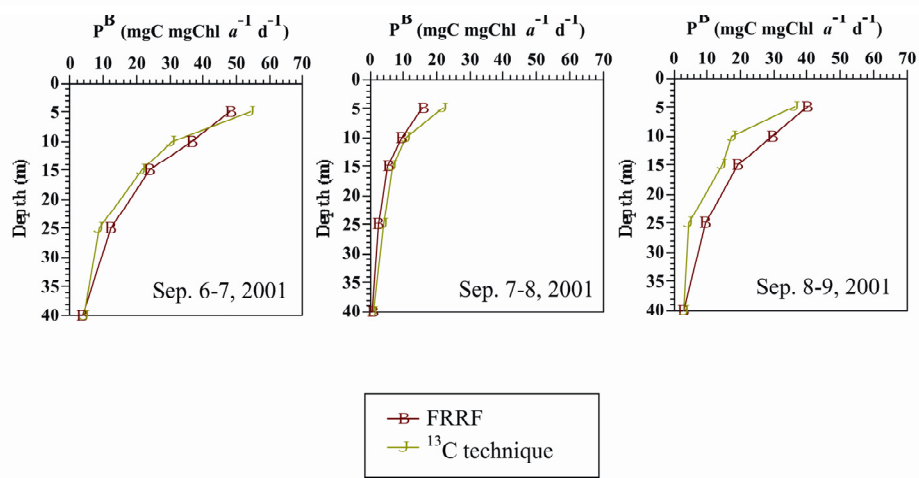 P^B (mgC mgChl a^-1 d^-1) P^B (mgC mgChl a^-1 d^-1) P^B (mgC mgChl a^-1 d^-1)
0 10 20 30 40 50 60 70 0 10 20 30 40 50 60 70 0 10 20 30 40 50 60 70
0 0 0
5 5 5
10 10 10
15 15 15
20 20 20
25 25 25
30 30 30
35 35 35
40 40 40
Depth (m) Depth (m) Depth (m)
Sep. 6-7, 2001 Sep. 7-8, 2001 Sep. 8-9, 2001
B FRRF
J ^13C technique